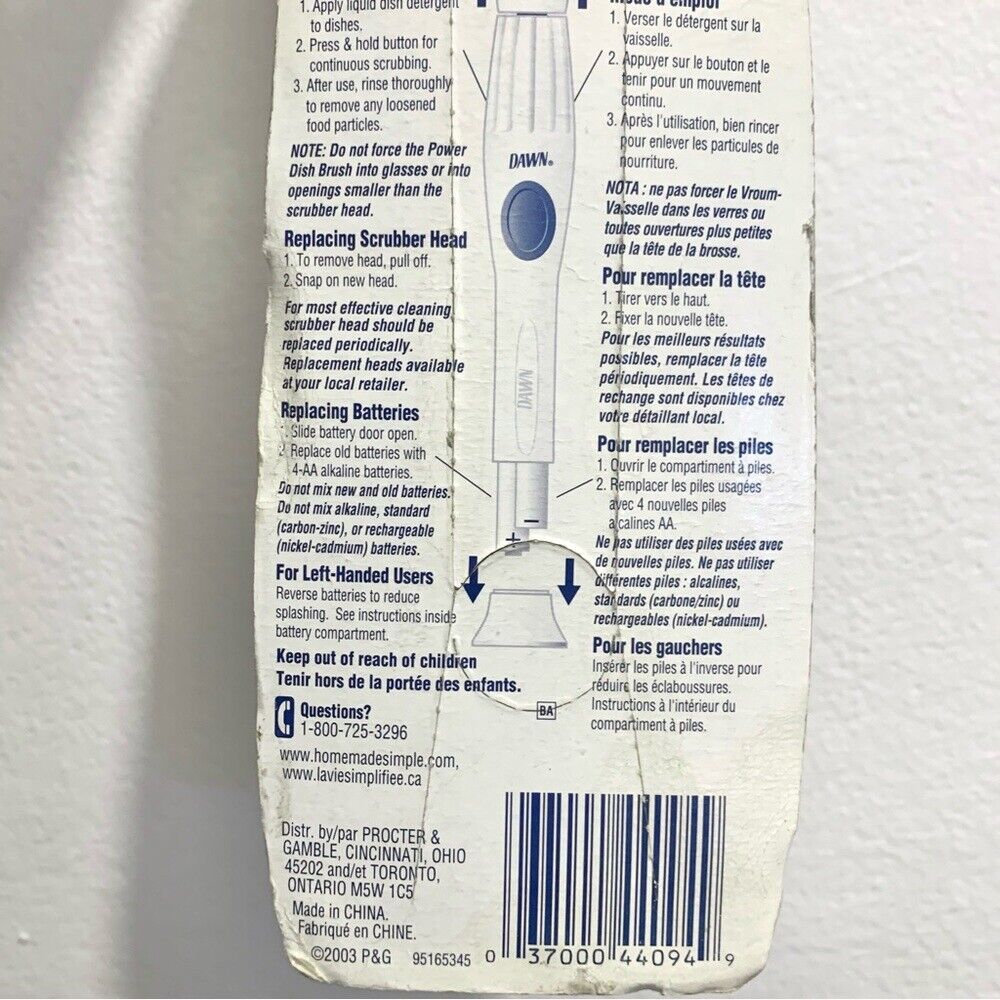 1. Apply liquid dish detergent
to dishes.
2. Press & hold button for
continuous scrubbing.
3. After use, rinse thoroughly
to remove any loosened
food particles.
NOTE: Do not force the Power
Dish Brush into glasses or into
openings smaller than the
scrubber head.
Replacing Scrubber Head
1. To remove head, pull off.
2. Snap on new head.
For most effective cleaning
scrubber head should be
replaced periodically.
Replacement heads available
at your local retailer.
Replacing Batteries
1. Slide battery door open.
2. Replace old batteries with
4-AA alkaline batteries.
Do not mix new and old batteries.
Do not mix alkaline, standard
(carbon-zinc), or rechargeable
(nickel-cadmium) batteries.
For Left-Handed Users
Reverse batteries to reduce
splashing. See instructions inside
battery compartment.
Keep out of reach of children
Tenir hors de la portée des enfants.
Questions?
1-800-725-3296
www.homemadesimple.com,
www.laviesimplifiee.ca
Distr. by/par PROCTER &
GAMBLE, CINCINNATI, OHIO
45202 and/et TORONTO,
ONTARIO M5W 1C5
Made in CHINA.
Fabriqué en CHINE.
©2003 P&G 95165345
DAWN®
DAWN
+
−
BA
Mode d'emploi
1. Verser le détergent sur la
vaisselle.
2. Appuyer sur le bouton et le
tenir pour un mouvement
continu.
3. Après l'utilisation, bien rincer
pour enlever les particules de
nourriture.
NOTA : ne pas forcer le Vroum-
Vaisselle dans les verres ou
toutes ouvertures plus petites
que la tête de la brosse.
Pour remplacer la tête
1. Tirer vers le haut.
2. Fixer la nouvelle tête.
Pour les meilleurs résultats
possibles, remplacer la tête
périodiquement. Les têtes de
rechange sont disponibles chez
votre détaillant local.
Pour remplacer les piles
1. Ouvrir le compartiment à piles.
2. Remplacer les piles usagées
avec 4 nouvelles piles
alcalines AA.
Ne pas utiliser des piles usées avec
de nouvelles piles. Ne pas utiliser
différentes piles : alcalines,
standards (carbone/zinc) ou
rechargeables (nickel-cadmium).
Pour les gauchers
Insérer les piles à l'inverse pour
réduire les éclaboussures.
Instructions à l'intérieur du
compartiment à piles.
0 37000 44094 9